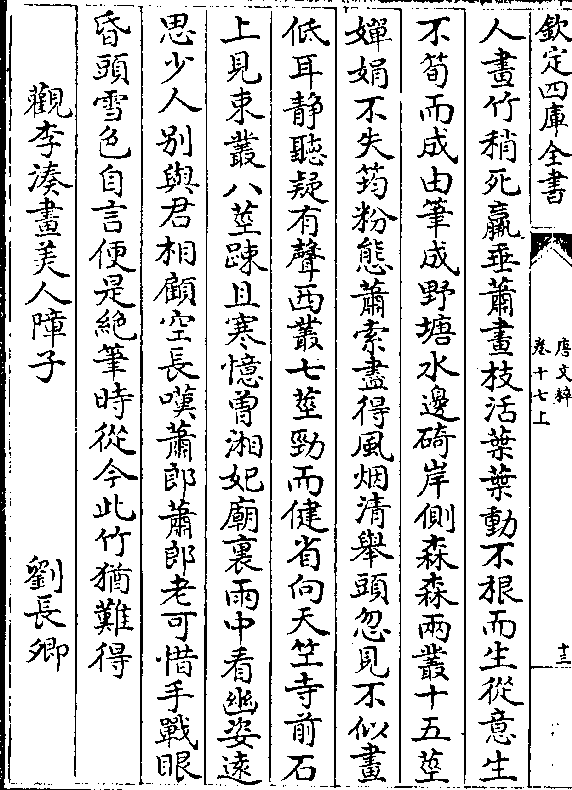 欽定四庫全書
唐文粹
卷十七上
十三
人畫竹稍死羸垂蕭畫枝活葉葉動不根而生從意生
不筍而成由筆成野塘水邊碕岸側森森兩叢十五莖
嬋娟不失筠粉態蕭索盡得風烟清舉頭忽見不似畫
低耳静聽疑有聲西叢七莖勁而健省向天竺寺前石
上見東叢八莖踈且寒憶曽湘妃廟裏雨中看幽姿逺
思少人别與君相顧空長嘆蕭郎蕭郎老可惜手戰眼
昏頭雪色自言便是絶筆時從今此竹猶難得
觀李湊畫美人障子 劉長卿